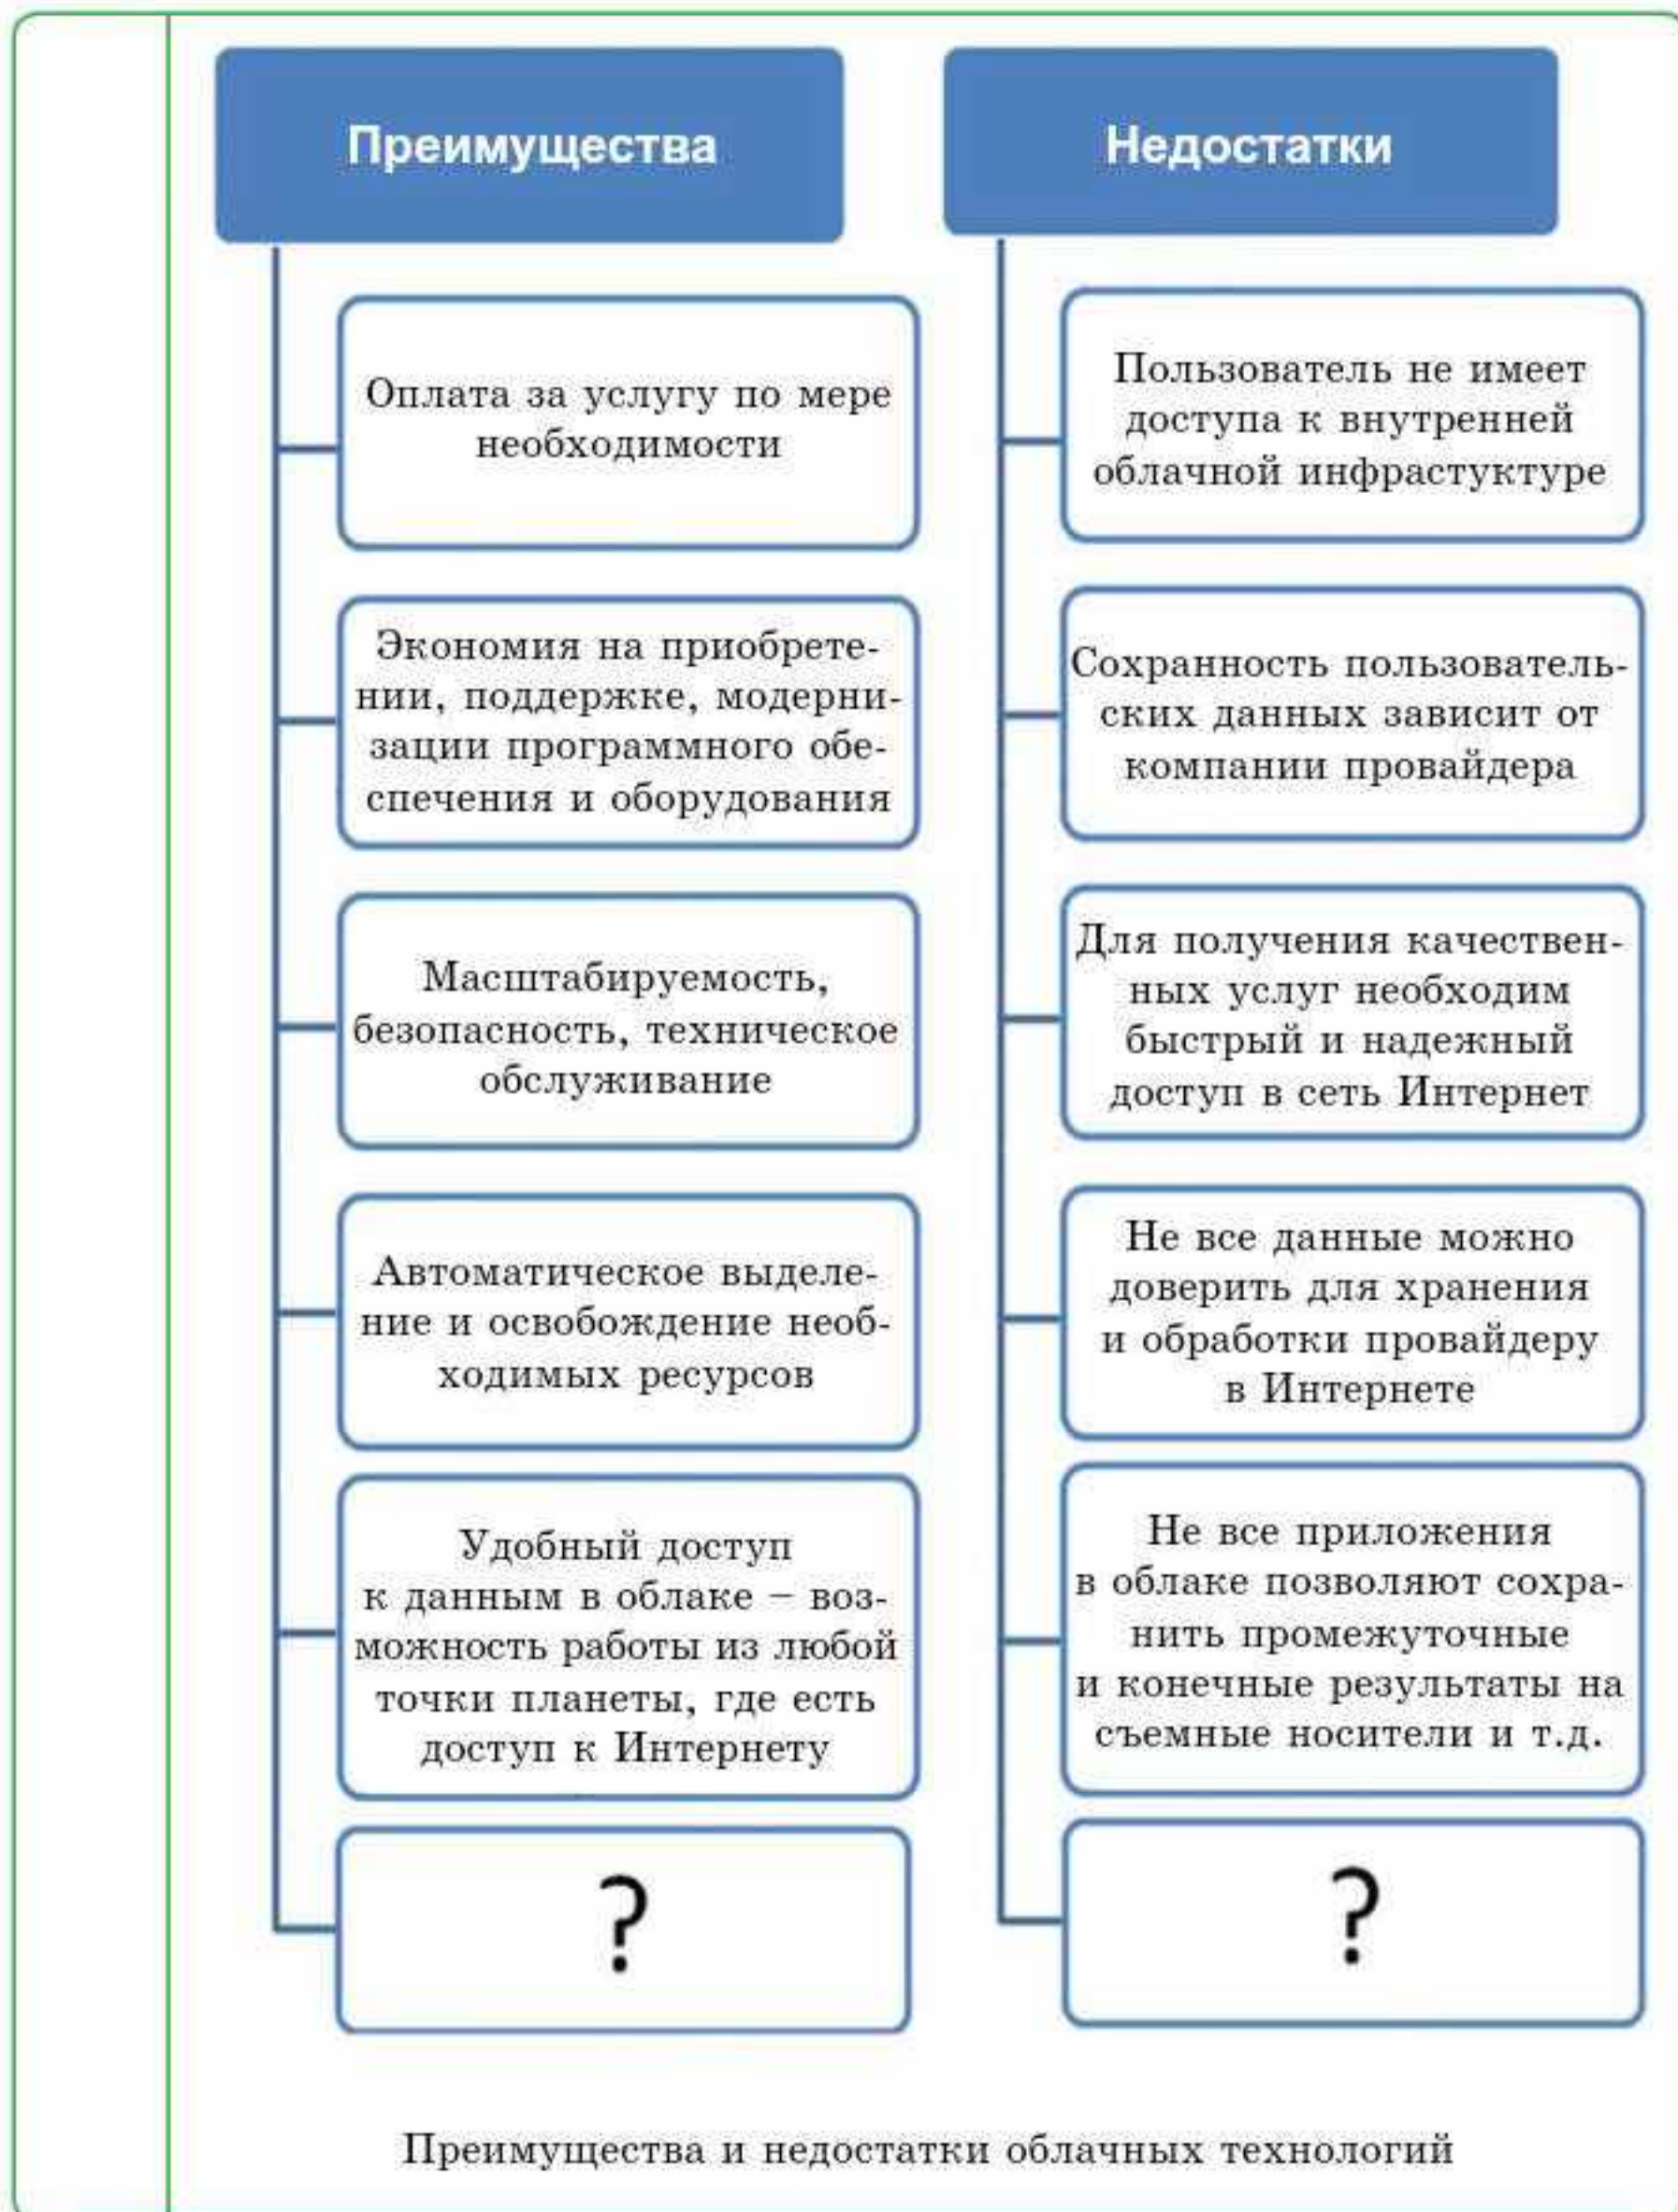 Преимущества
Оплата за услугу по мере
необходимости
Экономия на приобрете-
нии, поддержке, модерни-
зации программного обе-
спечения и оборудования
Масштабируемость,
безопасность, техническое
обслуживание
Автоматическое выделе-
ние и освобождение необ-
ходимых ресурсов
Удобный доступ
к данным в облаке – воз-
можность работы из любой
точки планеты, где есть
доступ к Интернету
?
Недостатки
Пользователь не имеет
доступа к внутренней
облачной инфрастуктуре
Сохранность пользователь-
ских данных зависит от
компании провайдера
Для получения качествен-
ных услуг необходим
быстрый и надежный
доступ в сеть Интернет
Не все данные можно
доверить для хранения
и обработки провайдеру
в Интернете
Не все приложения
в облаке позволяют сохра-
нить промежуточные
и конечные результаты на
съемные носители и т.д.
?
Преимущества и недостатки облачных технологий